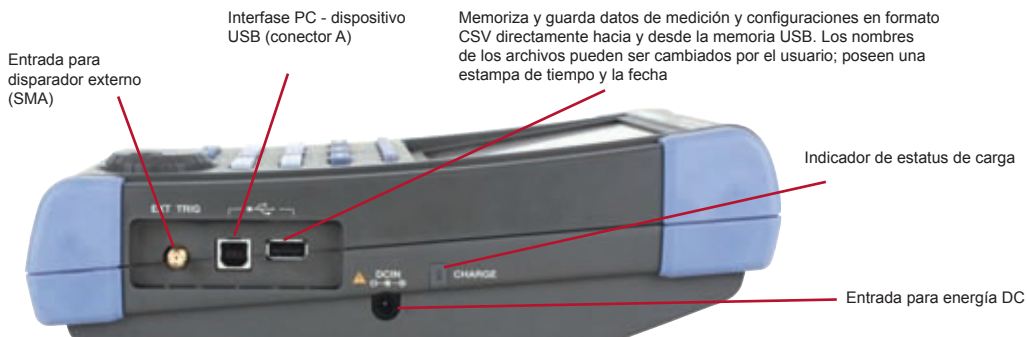 Interfase PC - dispositivo
USB (conector A)
Memoriza y guarda datos de medición y configuraciones en formato
CSV directamente hacia y desde la memoria USB. Los nombres
de los archivos pueden ser cambiados por el usuario; poseen una
estampa de tiempo y la fecha
Entrada para
disparador externo
(SMA)
Indicador de estatus de carga
EXT TRIG
DC IN
CHARGE
Entrada para energía DC